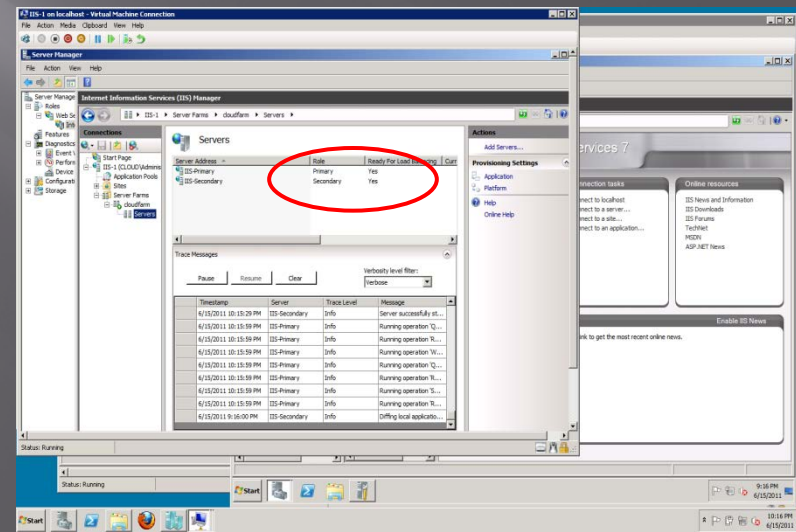 IIS-1 on localhost - Virtual Machine Connection
File Action Media Clipboard View Help
Server Manager
File Action View Help
Server Manage
Roles
Web Se
Features
Diagnostics
Event
Perform
Device
Configurati
Storage
Internet Information Services (IIS) Manager
IIS-1 Server Farms cloudfarm Servers
Connections
Start Page
IIS-1 (CLOUD\Adminis
Application Pools
Sites
Server Farms
cloudfarm
Servers
Servers
Server Address Role Ready For Load Balancing Curr
IIS-Primary Primary Yes
IIS-Secondary Secondary Yes
Trace Messages
Pause Resume Clear
Verbosity level filter:
Verbose
Timestamp Server Trace Level Message
6/15/2011 10:15:29 PM IIS-Secondary Info Server successfully st...
6/15/2011 10:15:59 PM IIS-Primary Info Running operation 'Q...
6/15/2011 10:15:59 PM IIS-Primary Info Running operation 'R...
6/15/2011 10:15:59 PM IIS-Primary Info Running operation 'W...
6/15/2011 10:15:59 PM IIS-Primary Info Running operation 'Q...
6/15/2011 10:15:59 PM IIS-Primary Info Running operation 'R...
6/15/2011 10:15:59 PM IIS-Primary Info Running operation 'S...
6/15/2011 10:15:59 PM IIS-Primary Info Running operation 'R...
6/15/2011 9:16:00 PM IIS-Secondary Info Diffing local applicatio...
Actions
Add Servers...
Provisioning Settings
Application
Platform
Help
Online Help
Status: Running
ervices 7
nnection tasks
nnect to localhost
nnect to a server...
nnect to a site...
nnect to an application...
Online resources
IIS News and Information
IIS Downloads
IIS Forums
TechNet
MSDN
ASP.NET News
Enable IIS News
ink to get the most recent online news.
Status: Running
Start
9:16 PM
6/15/2011
Start
10:16 PM
6/15/2011